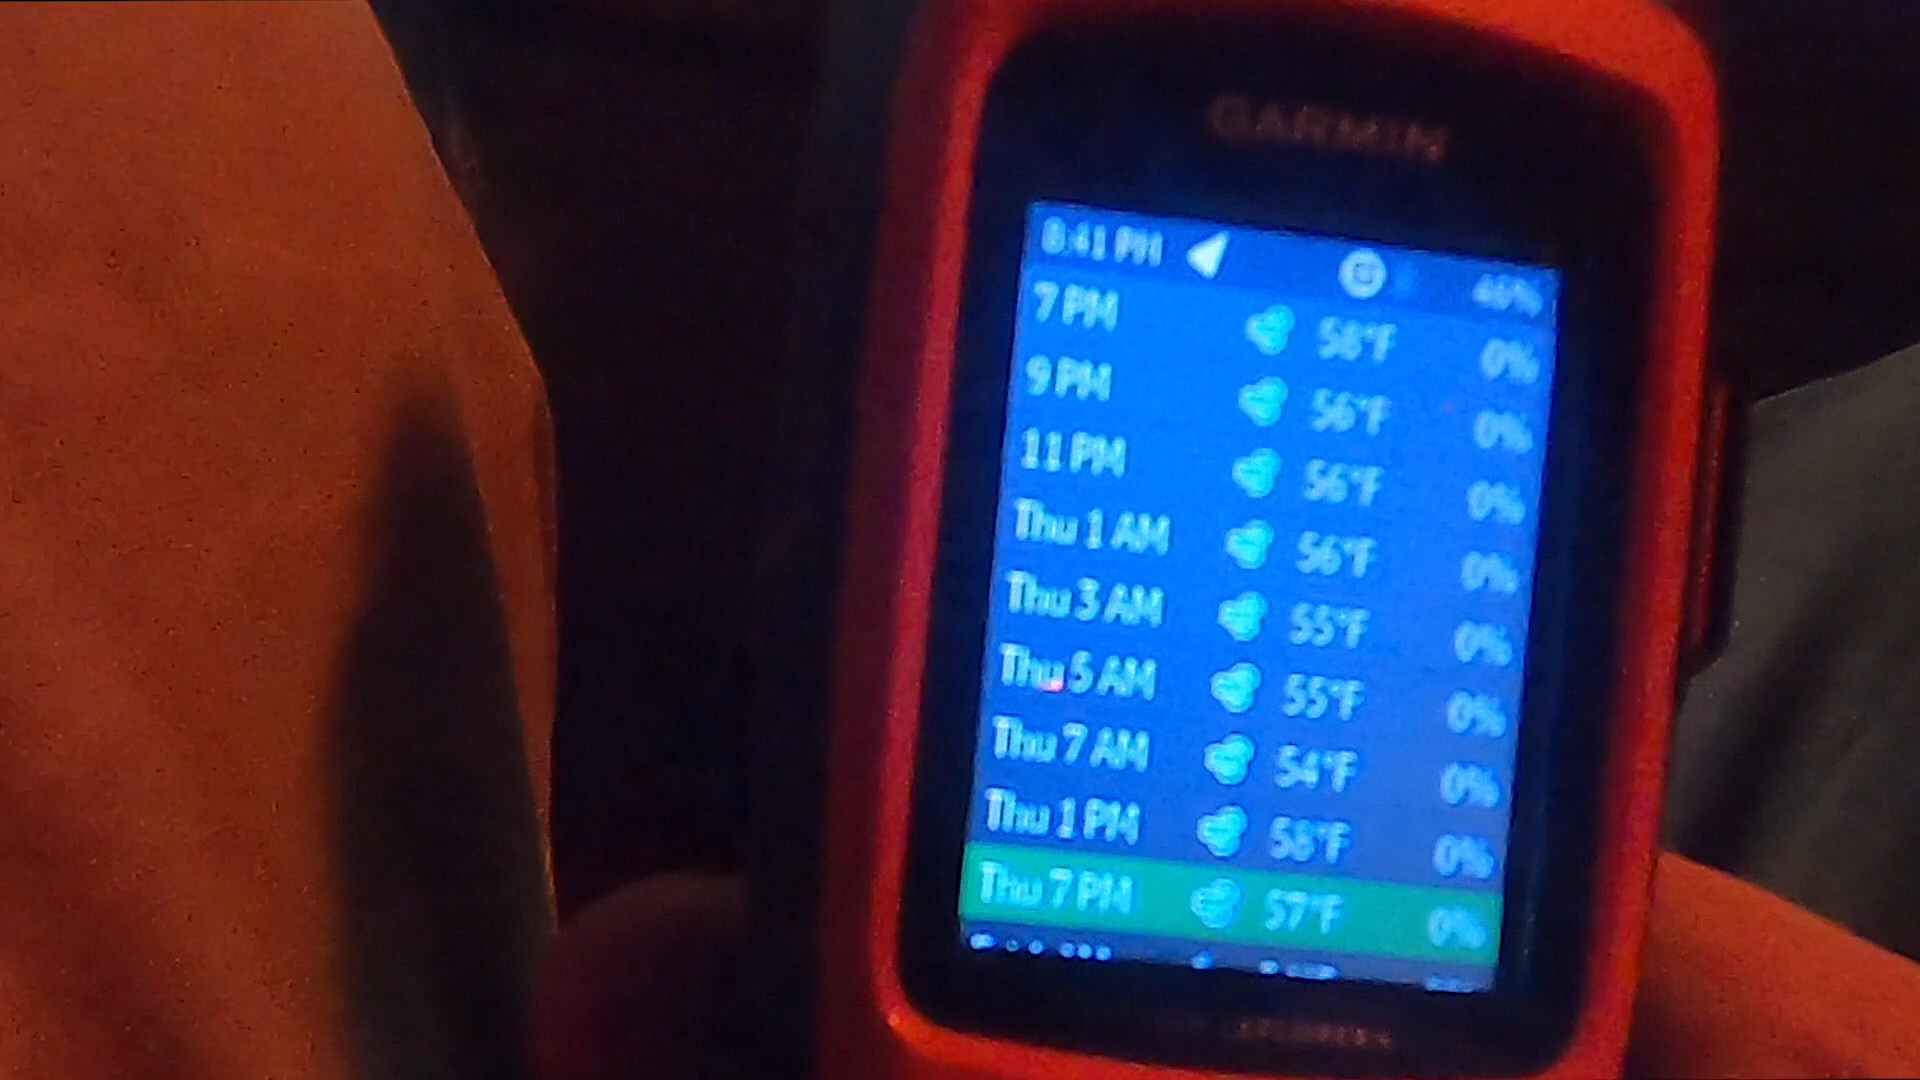 GARMIN
8:41 PM 40%
7 PM 58°F 0%
9 PM 56°F 0%
11 PM 56°F 0%
Thu 1 AM 56°F 0%
Thu 3 AM 55°F 0%
Thu 5 AM 55°F 0%
Thu 7 AM 54°F 0%
Thu 1 PM 58°F 0%
Thu 7 PM 57°F 0%